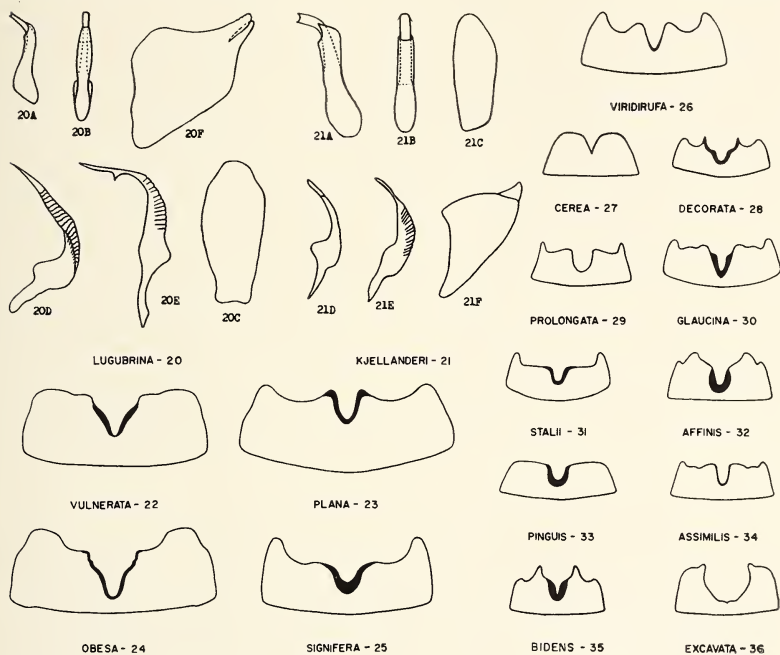 20A
20B
20F
21A
21B
21C
VIRIDIRUFA - 26
CEREA - 27
DECORATA - 28
20D
20E
20C
21D
21E
21F
PROLONGATA - 29
GLAUCINA - 30
LUGUBRINA - 20
KJELLANDERI - 21
STALII - 31
AFFINIS - 32
VULNERATA - 22
PLANA - 23
PINGUIS - 33
ASSIMILIS - 34
OBESA - 24
SIGNIFERA - 25
BIDENS - 35
EXCAVATA - 36